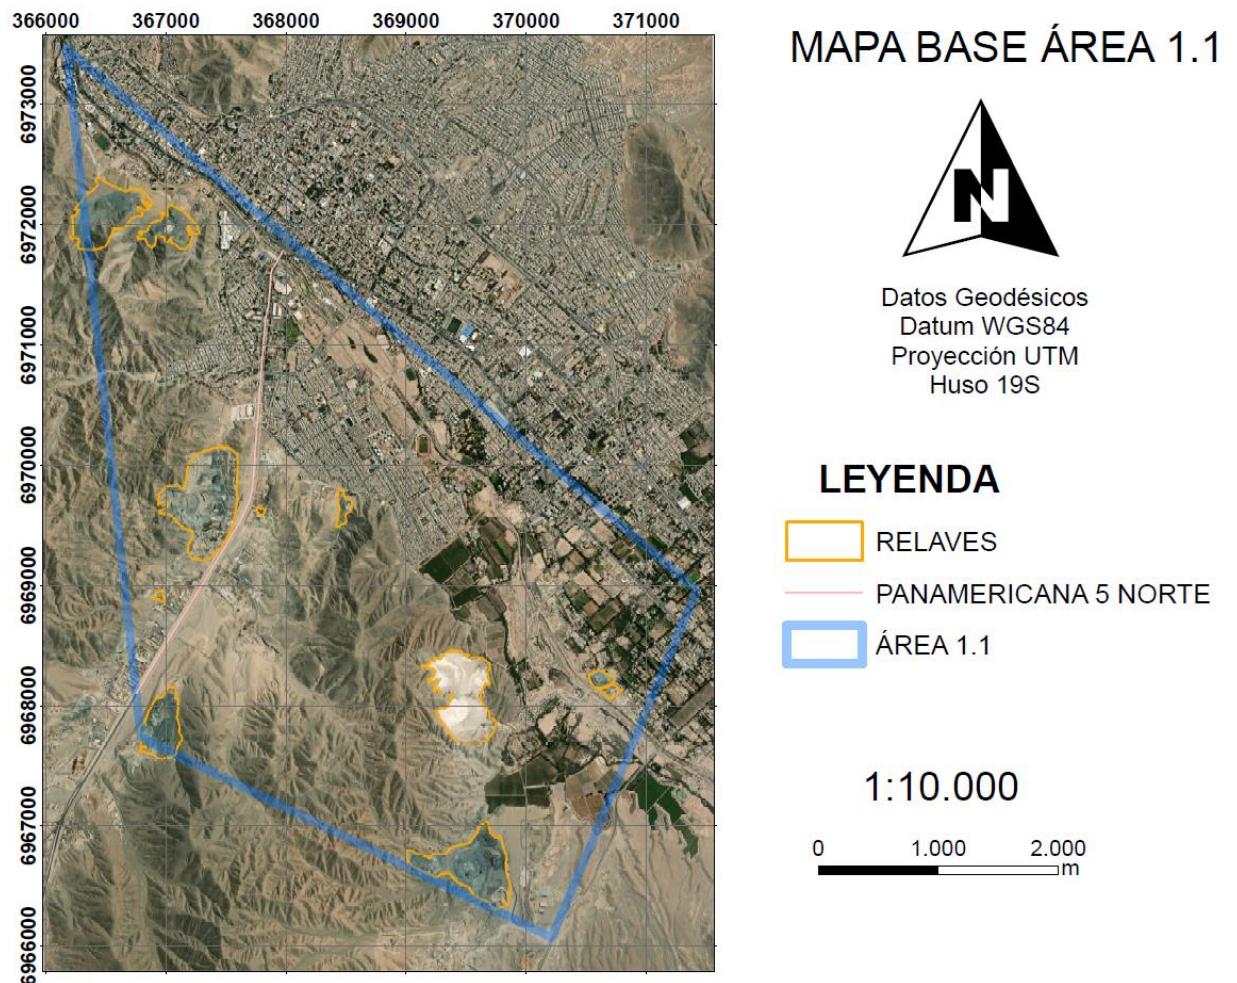 366000 367000 368000 369000 370000 371000
MAPA BASE ÁREA 1.1
6973000
6972000
6971000
6970000
6969000
6968000
6967000
6966000
N
Datos Geodésicos
Datum WGS84
Proyección UTM
Huso 19S
LEYENDA
RELAVES
PANAMERICANA 5 NORTE
ÁREA 1.1
1:10.000
0 1.000 2.000
m